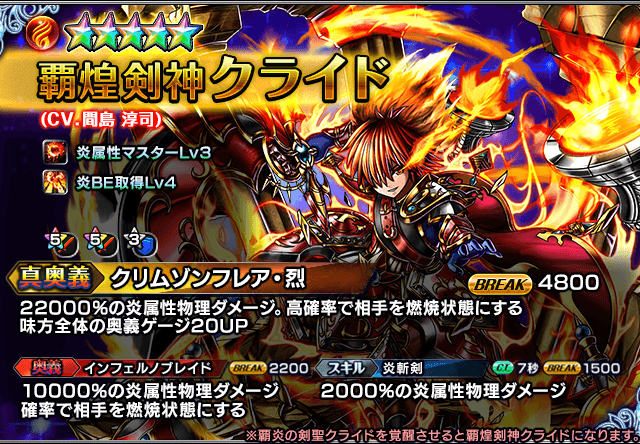 覇煌剣神クライド
(CV.間島 淳司)
炎属性マスターLv3
炎BE取得Lv4
5 5 3
真奥義 クリムゾンフレア・烈 BREAK 4800
22000%の炎属性物理ダメージ。高確率で相手を燃焼状態にする
味方全体の奥義ゲージ20UP
奥義 インフェルノブレイド BREAK 2200
10000%の炎属性物理ダメージ
確率で相手を燃焼状態にする
スキル 炎斬剣 CT 7秒 BREAK 1500
2000%の炎属性物理ダメージ
※覇炎の剣聖クライドを覚醒させると覇煌剣神クライドになります。